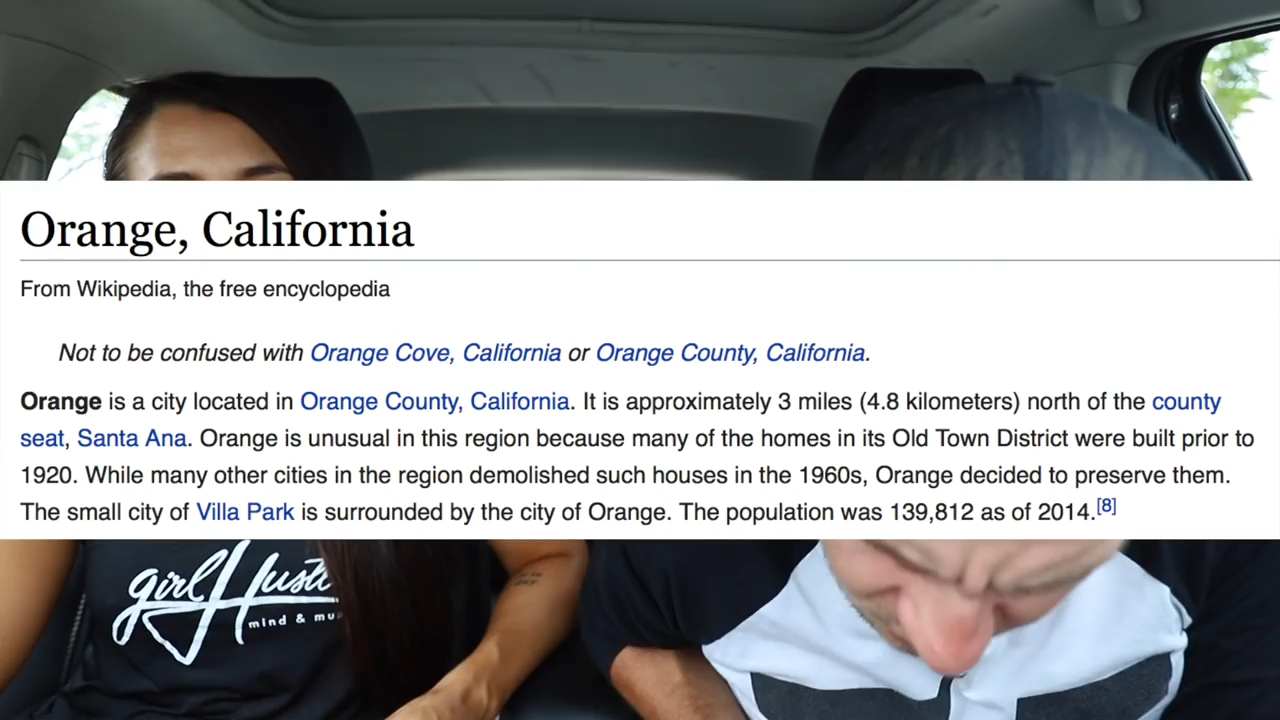 Orange, California
From Wikipedia, the free encyclopedia
Not to be confused with Orange Cove, California or Orange County, California.
Orange is a city located in Orange County, California. It is approximately 3 miles (4.8 kilometers) north of the county
seat, Santa Ana. Orange is unusual in this region because many of the homes in its Old Town District were built prior to
1920. While many other cities in the region demolished such houses in the 1960s, Orange decided to preserve them.
The small city of Villa Park is surrounded by the city of Orange. The population was 139,812 as of 2014.[8]
girl
mind &